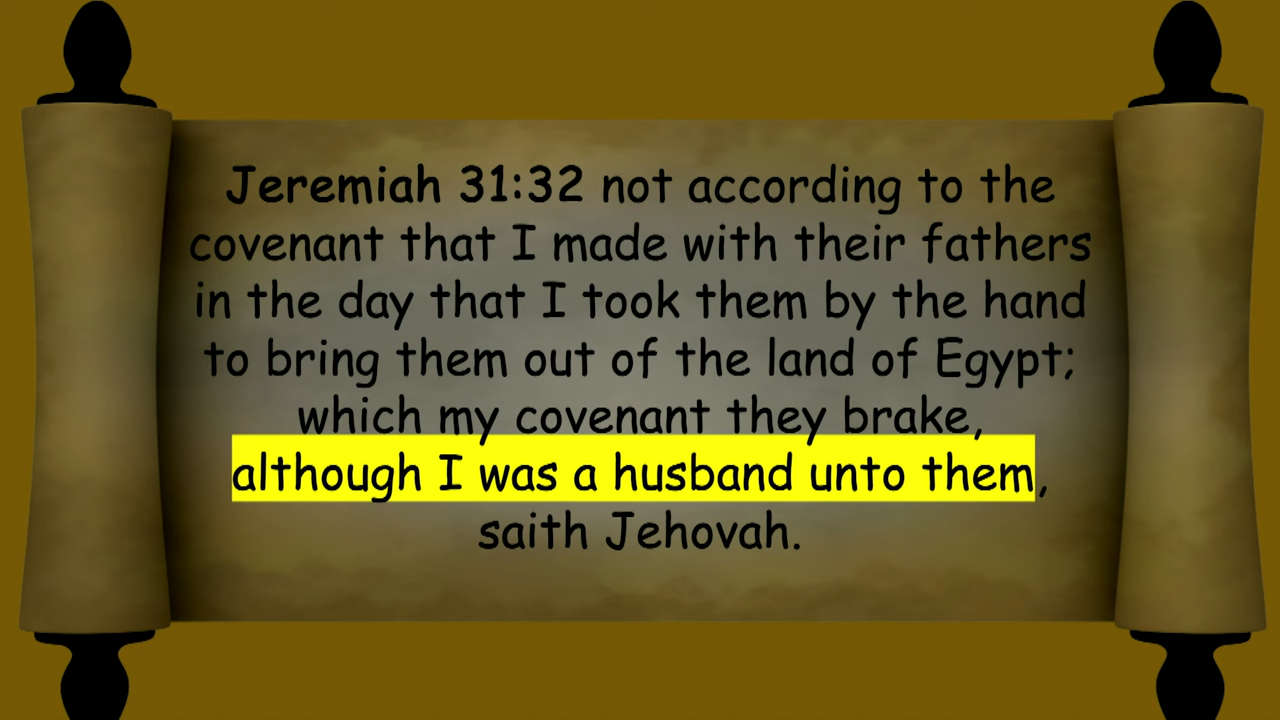 Jeremiah 31:32 not according to the
covenant that I made with their fathers
in the day that I took them by the hand
to bring them out of the land of Egypt;
which my covenant they brake,
although I was a husband unto them,
saith Jehovah.